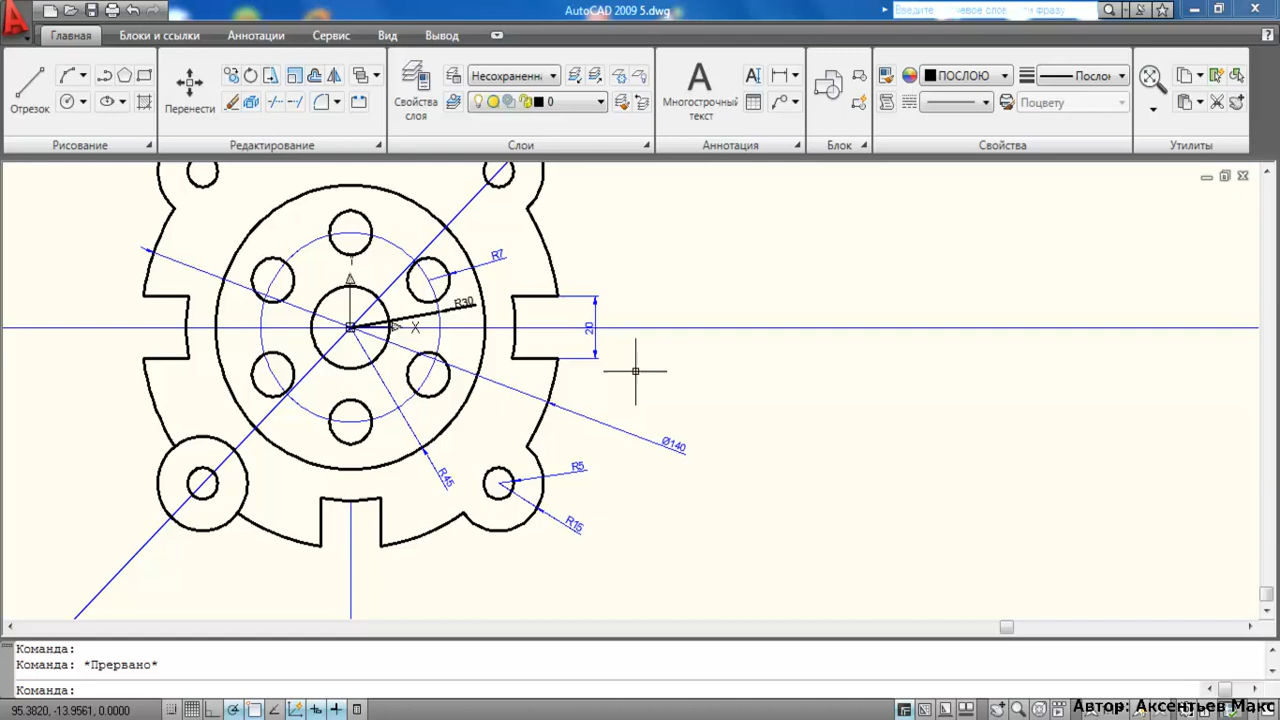 AutoCAD 2009 5.dwg
Введите
фразу
Главная
Блоки и ссылки
Аннотации
Сервис
Вид
Вывод
Отрезок
Перенести
Свойства
слоя
0
A
Многострочный
текст
Блок
ПОСЛОЮ
Поцвету
Рисование
Редактирование
Слои
Аннотация
Свойства
Утилиты
R7
R30
X
20
Ø140
R45
R5
R15
Команда:
Команда: *Прервано*
Команда:
95.3820, -13.9561, 0.0000
Автор: Аксентьев Макс